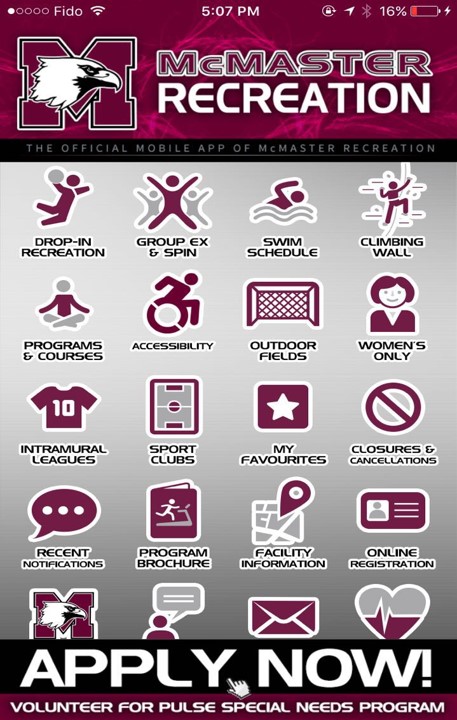 ●○○○○ Fido 5:07 PM 16%
M McMASTER
RECREATION
THE OFFICIAL MOBILE APP OF McMASTER RECREATION
DROP-IN
RECREATION
GROUP EX
& SPIN
SWIM
SCHEDULE
CLIMBING
WALL
PROGRAMS
& COURSES
ACCESSIBILITY
OUTDOOR
FIELDS
WOMEN'S
ONLY
10
INTRAMURAL
LEAGUES
SPORT
CLUBS
MY
FAVOURITES
CLOSURES &
CANCELLATIONS
RECENT
NOTIFICATIONS
PROGRAM
BROCHURE
FACILITY
INFORMATION
ONLINE
REGISTRATION
M
APPLY NOW!
VOLUNTEER FOR PULSE SPECIAL NEEDS PROGRAM